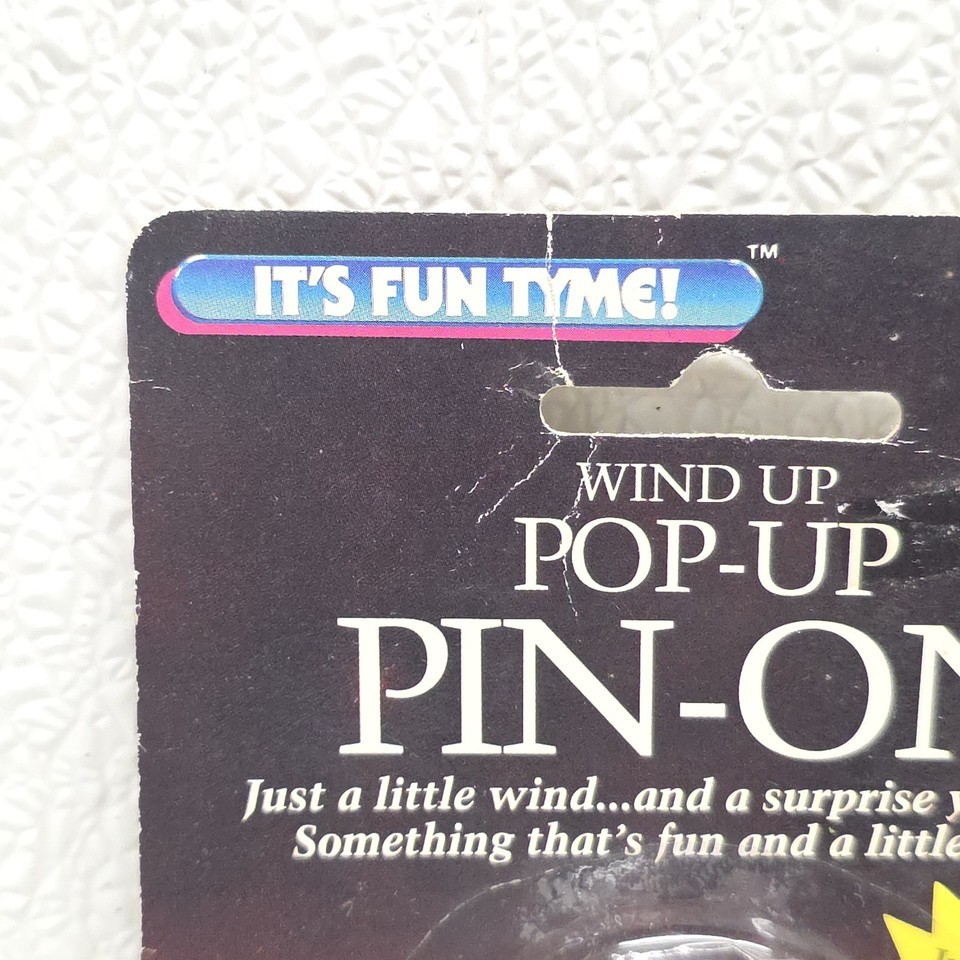 IT'S FUN TYME!™
WIND UP
POP-UP
PIN-ON
Just a little wind...and a surprise
Something that's fun and a little